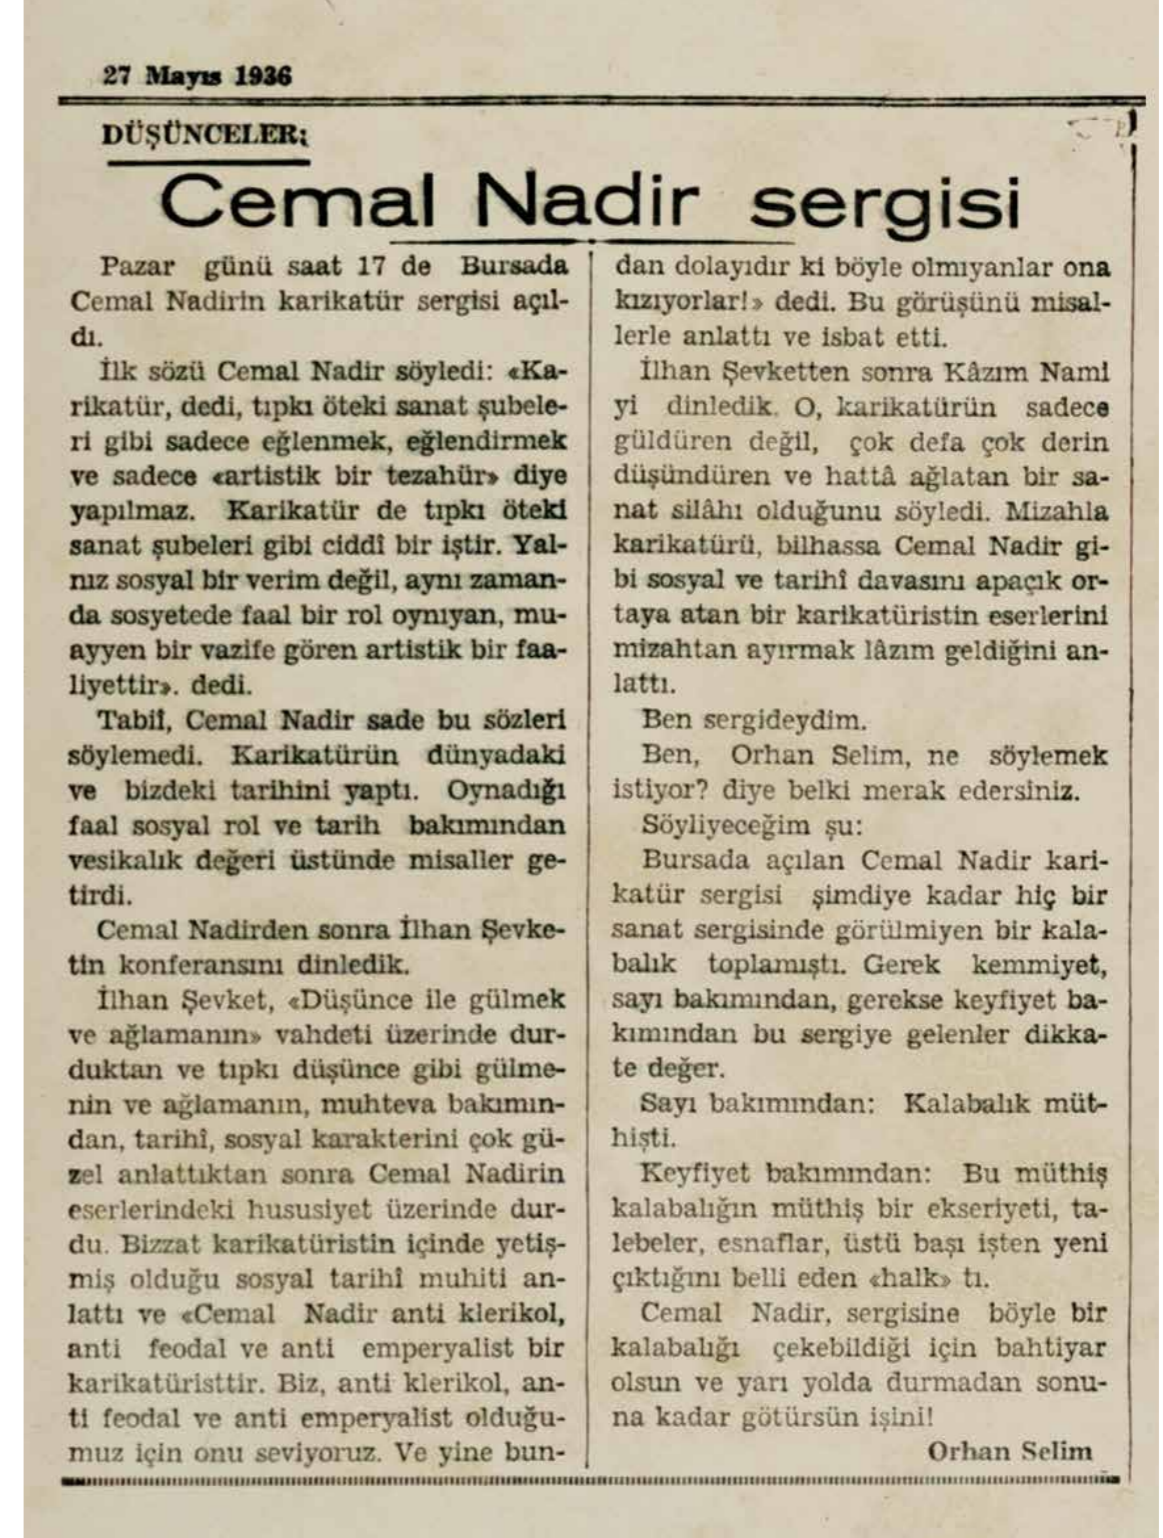 27 Mayıs 1936
DÜŞÜNCELER;
Cemal Nadir sergisi
Pazar günü saat 17 de Bursada
Cemal Nadirin karikatür sergisi açıl-
dı.
İlk sözü Cemal Nadir söyledi: «Ka-
rikatür, dedi, tıpkı öteki sanat şubele-
ri gibi sadece eğlenmek, eğlendirmek
ve sadece «artistik bir tezahür» diye
yapılmaz. Karikatür de tıpkı öteki
sanat şubeleri gibi ciddî bir iştir. Yal-
nız sosyal bir verim değil, aynı zaman-
da sosyetede faal bir rol oynıyan, mu-
ayyen bir vazife gören artistik bir faa-
liyettir». dedi.
Tabiî, Cemal Nadir sade bu sözleri
söylemedi. Karikatürün dünyadaki
ve bizdeki tarihini yaptı. Oynadığı
faal sosyal rol ve tarih bakımından
vesikalık değeri üstünde misaller ge-
tirdi.
Cemal Nadirden sonra İlhan Şevke-
tin konferansını dinledik.
İlhan Şevket, «Düşünce ile gülmek
ve ağlamanın» vahdeti üzerinde dur-
duktan ve tıpkı düşünce gibi gülme-
nin ve ağlamanın, muhteva bakımın-
dan, tarihî, sosyal karakterini çok gü-
zel anlattıktan sonra Cemal Nadirin
eserlerindeki hususiyet üzerinde dur-
du. Bizzat karikatüristin içinde yetiş-
miş olduğu sosyal tarihî muhiti an-
lattı ve «Cemal Nadir anti klerikol,
anti feodal ve anti emperyalist bir
karikatüristtir. Biz, anti klerikol, an-
ti feodal ve anti emperyalist olduğu-
muz için onu seviyoruz. Ve yine bun-
dan dolayıdır ki böyle olmıyanlar ona
kızıyorlar!» dedi. Bu görüşünü misal-
lerle anlattı ve isbat etti.
İlhan Şevketten sonra Kâzım Nami
yi dinledik. O, karikatürün sadece
güldüren değil, çok defa çok derin
düşündüren ve hattâ ağlatan bir sa-
nat silâhı olduğunu söyledi. Mizahla
karikatürü, bilhassa Cemal Nadir gi-
bi sosyal ve tarihî davasını apaçık or-
taya atan bir karikatüristin eserlerini
mizahtan ayırmak lâzım geldiğini an-
lattı.
Ben sergideydim.
Ben, Orhan Selim, ne söylemek
istiyor? diye belki merak edersiniz.
Söyliyeceğim şu:
Bursada açılan Cemal Nadir kari-
katür sergisi şimdiye kadar hiç bir
sanat sergisinde görülmiyen bir kala-
balık toplamıştı. Gerek kemmiyet,
sayı bakımından, gerekse keyfiyet ba-
kımından bu sergiye gelenler dikka-
te değer.
Sayı bakımından: Kalabalık müt-
hişti.
Keyfiyet bakımından: Bu müthiş
kalabalığın müthiş bir ekseriyeti, ta-
lebeler, esnaflar, üstü başı işten yeni
çıktığını belli eden «halk» tı.
Cemal Nadir, sergisine böyle bir
kalabalığı çekebildiği için bahtiyar
olsun ve yarı yolda durmadan sonu-
na kadar götürsün işini!
Orhan Selim